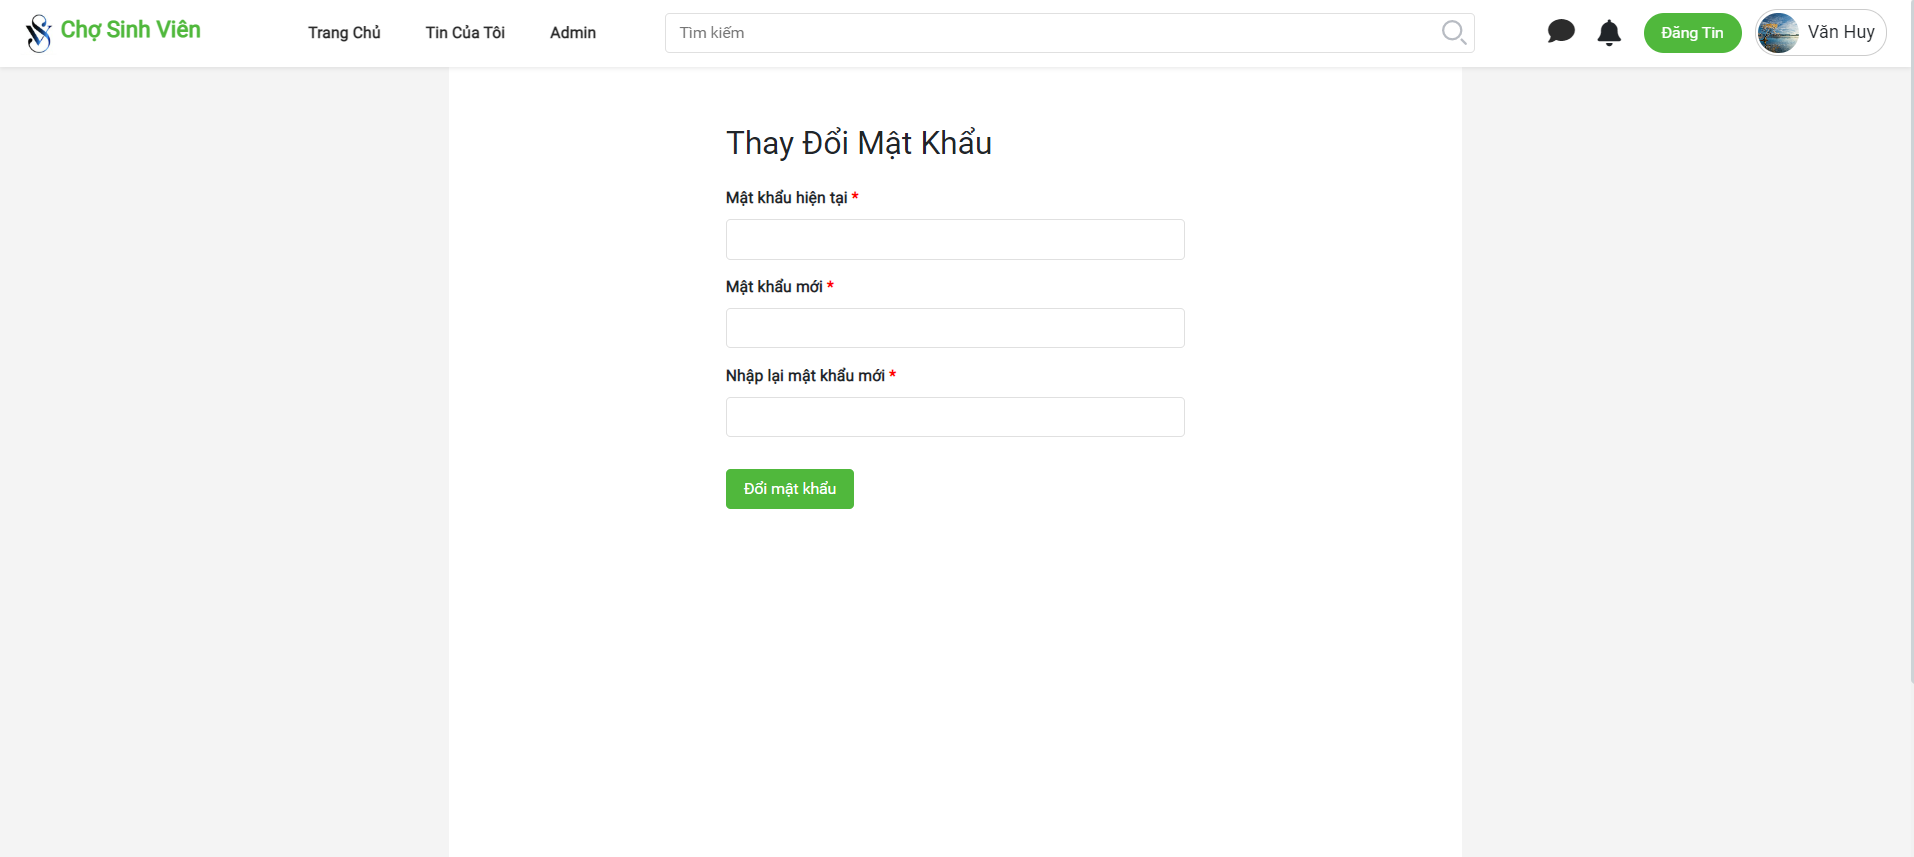 Chợ Sinh Viên
Trang Chủ
Tin Của Tôi
Admin
Tìm kiếm
Đăng Tin
Văn Huy
Thay Đổi Mật Khẩu
Mật khẩu hiện tại *
Mật khẩu mới *
Nhập lại mật khẩu mới *
Đổi mật khẩu